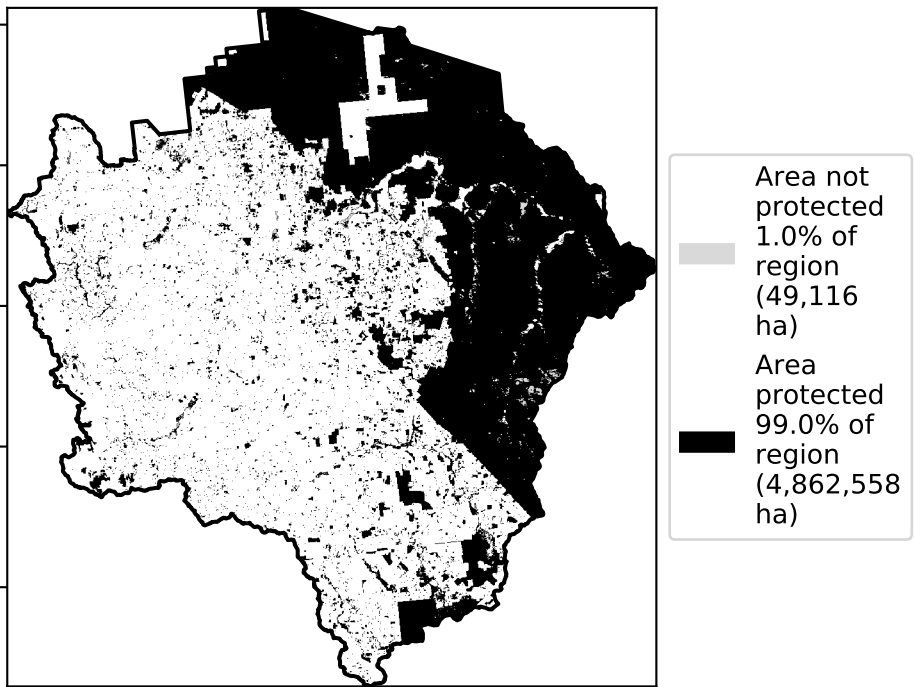 Area not
protected
1.0% of
region
(49,116
ha)
Area
protected
99.0% of
region
(4,862,558
ha)